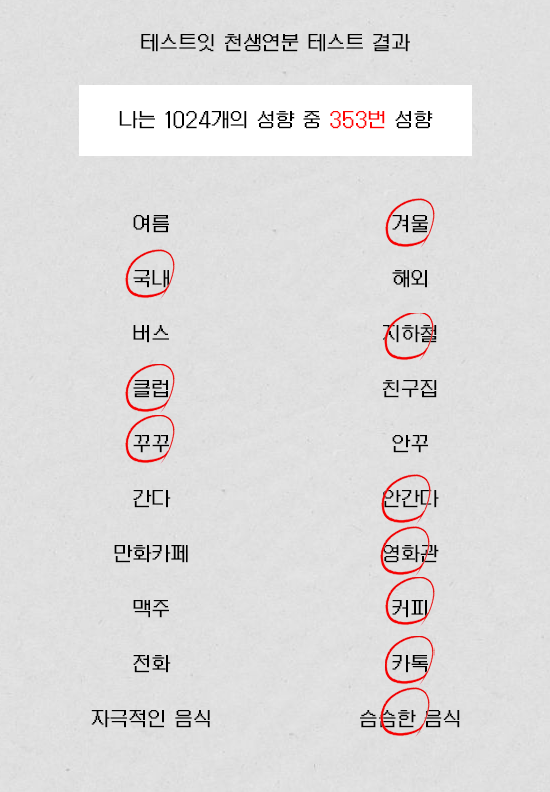 테스트잇 천생연분 테스트 결과
나는 1024개의 성향 중 353번 성향
여름 겨울
국내 해외
버스 지하철
클럽 친구집
꾸꾸 안꾸
간다 안간다
만화카페 영화관
맥주 커피
전화 카톡
자극적인 음식 슴슴한 음식